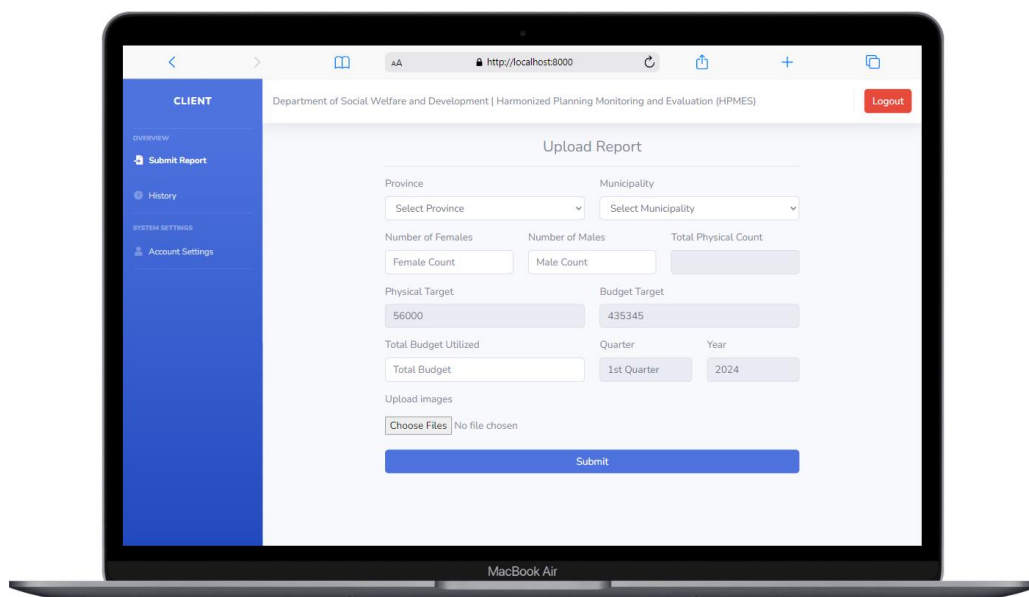 AA http://localhost:8000
CLIENT
Department of Social Welfare and Development | Harmonized Planning Monitoring and Evaluation (HPMES)
Logout
OVERVIEW
Submit Report
History
SYSTEM SETTINGS
Account Settings
Upload Report
Province Municipality
Select Province Select Municipality
Number of Females Number of Males Total Physical Count
Female Count Male Count
Physical Target Budget Target
56000 435345
Total Budget Utilized Quarter Year
Total Budget 1st Quarter 2024
Upload images
Choose Files No file chosen
Submit
MacBook Air